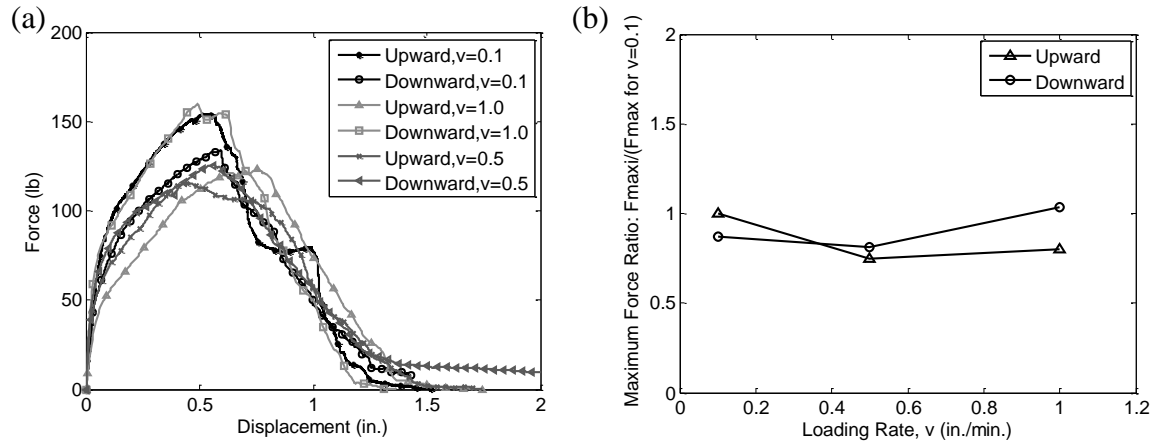 (a)
200
150
100
50
0
Force (lb)
0 0.5 1 1.5 2
Displacement (in.)
Upward,v=0.1
Downward,v=0.1
Upward,v=1.0
Downward,v=1.0
Upward,v=0.5
Downward,v=0.5
(b)
2
1.5
1
0.5
0
Maximum Force Ratio: Fmaxi/(Fmax for v=0.1)
0 0.2 0.4 0.6 0.8 1 1.2
Loading Rate, v (in./min.)
Upward
Downward